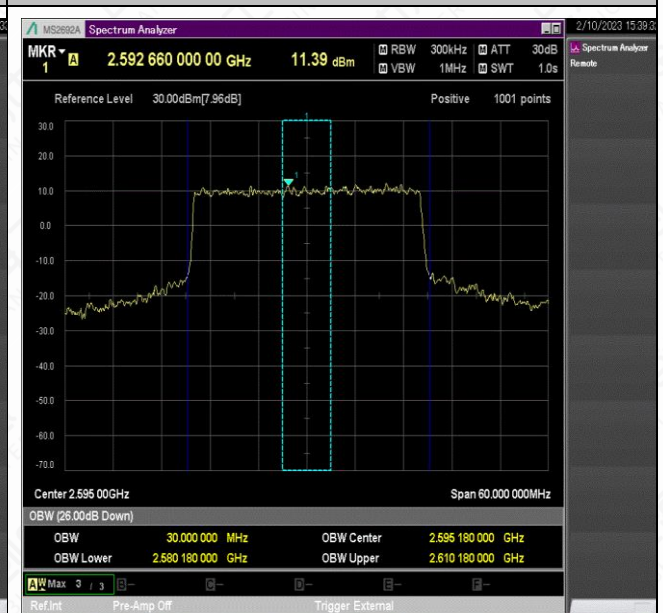 MS2692A Spectrum Analyzer 2/10/2023 15:39:3
MKR 1 A 2.592 660 000 00 GHz 11.39 dBm M RBW 300kHz M ATT 30dB
M VBW 1MHz M SWT 1.0s
Spectrum Analyzer
Remote
Reference Level 30.00dBm[7.96dB] Positive 1001 points
1
30.0
20.0
1
10.0
0.0
-10.0
-20.0
-30.0
-40.0
-50.0
-60.0
-70.0
Center 2.595 00GHz Span 60.000 000MHz
OBW (26.00dB Down)
OBW 30.000 000 MHz OBW Center 2.595 180 000 GHz
OBW Lower 2.580 180 000 GHz OBW Upper 2.610 180 000 GHz
A W Max 3 / 3 B- C- D- E- F-
Ref.Int Pre-Amp Off Trigger External